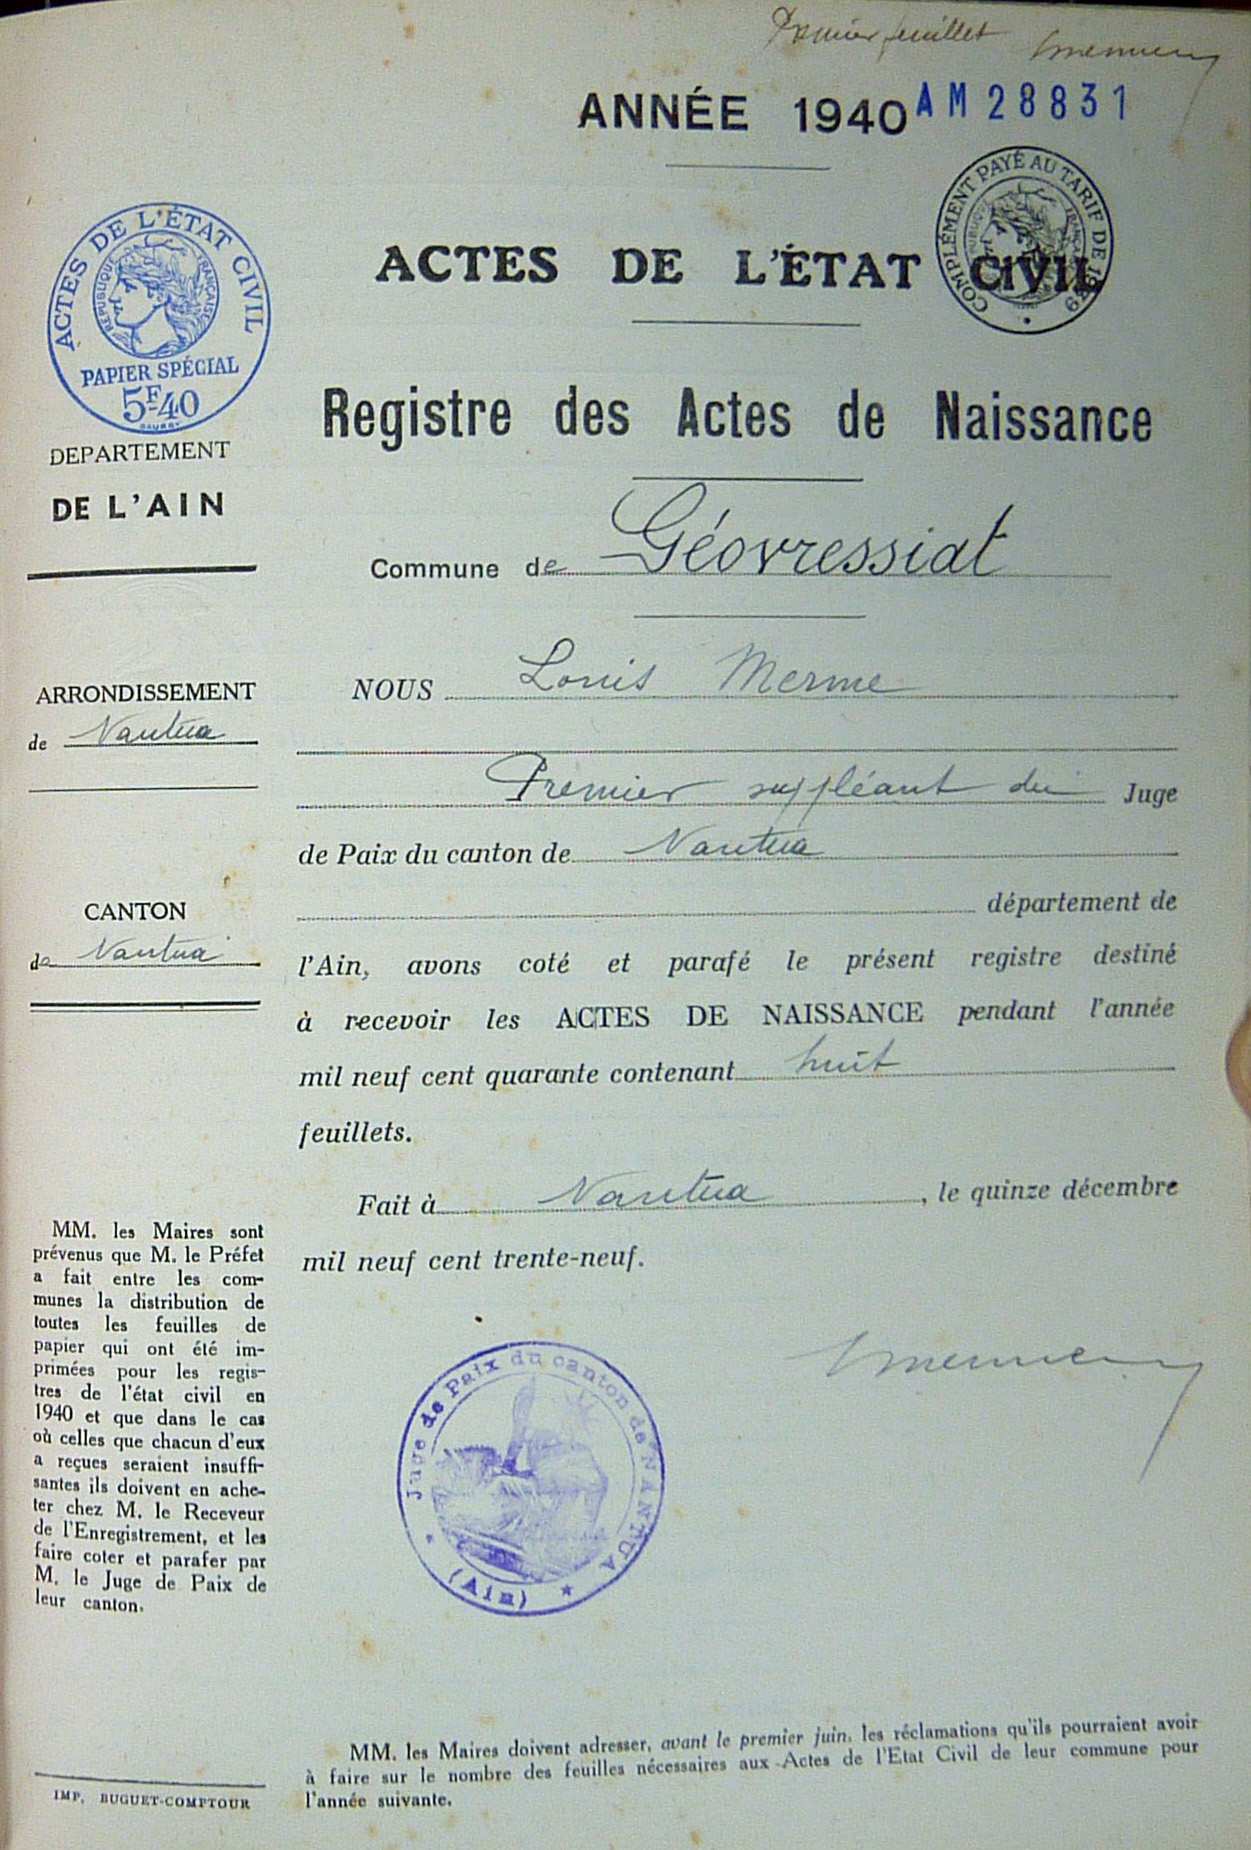 Premier feuillet
ANNÉE 1940 AM 28831
COMPLÉMENT PAYÉ AU TARIF DE 1939
RÉPUBLIQUE FRANÇAISE
ACTES DE L'ÉTAT CIVIL
ACTES DE L'ÉTAT CIVIL
RÉPUBLIQUE FRANÇAISE
PAPIER SPÉCIAL
5F40
Registre des Actes de Naissance
DEPARTEMENT
DE L'AIN
Commune de Géovressiat
ARRONDISSEMENT
de Nantua
CANTON
de Nantua
NOUS Louis Merme
Premier suppléant du Juge
de Paix du canton de Nantua
département de
l'Ain, avons coté et parafé le présent registre destiné
à recevoir les ACTES DE NAISSANCE pendant l'année
mil neuf cent quarante contenant huit
feuillets.
Fait à Nantua, le quinze décembre
mil neuf cent trente-neuf.
MM. les Maires sont
prévenus que M. le Préfet
a fait entre les com-
munes la distribution de
toutes les feuilles de
papier qui ont été im-
primées pour les regis-
tres de l'état civil en
1940 et que dans le cas
où celles que chacun d'eux
a reçues seraient insuffi-
santes ils doivent en ache-
ter chez M. le Receveur
de l'Enregistrement, et les
faire coter et parafer par
M. le Juge de Paix de
leur canton.
Juge de Paix du canton de NANTUA
(Ain)
MM. les Maires doivent adresser, avant le premier juin, les réclamations qu'ils pourraient avoir
à faire sur le nombre des feuilles nécessaires aux Actes de l'Etat Civil de leur commune pour
l'année suivante.
IMP. BUGUET-COMPTOUR